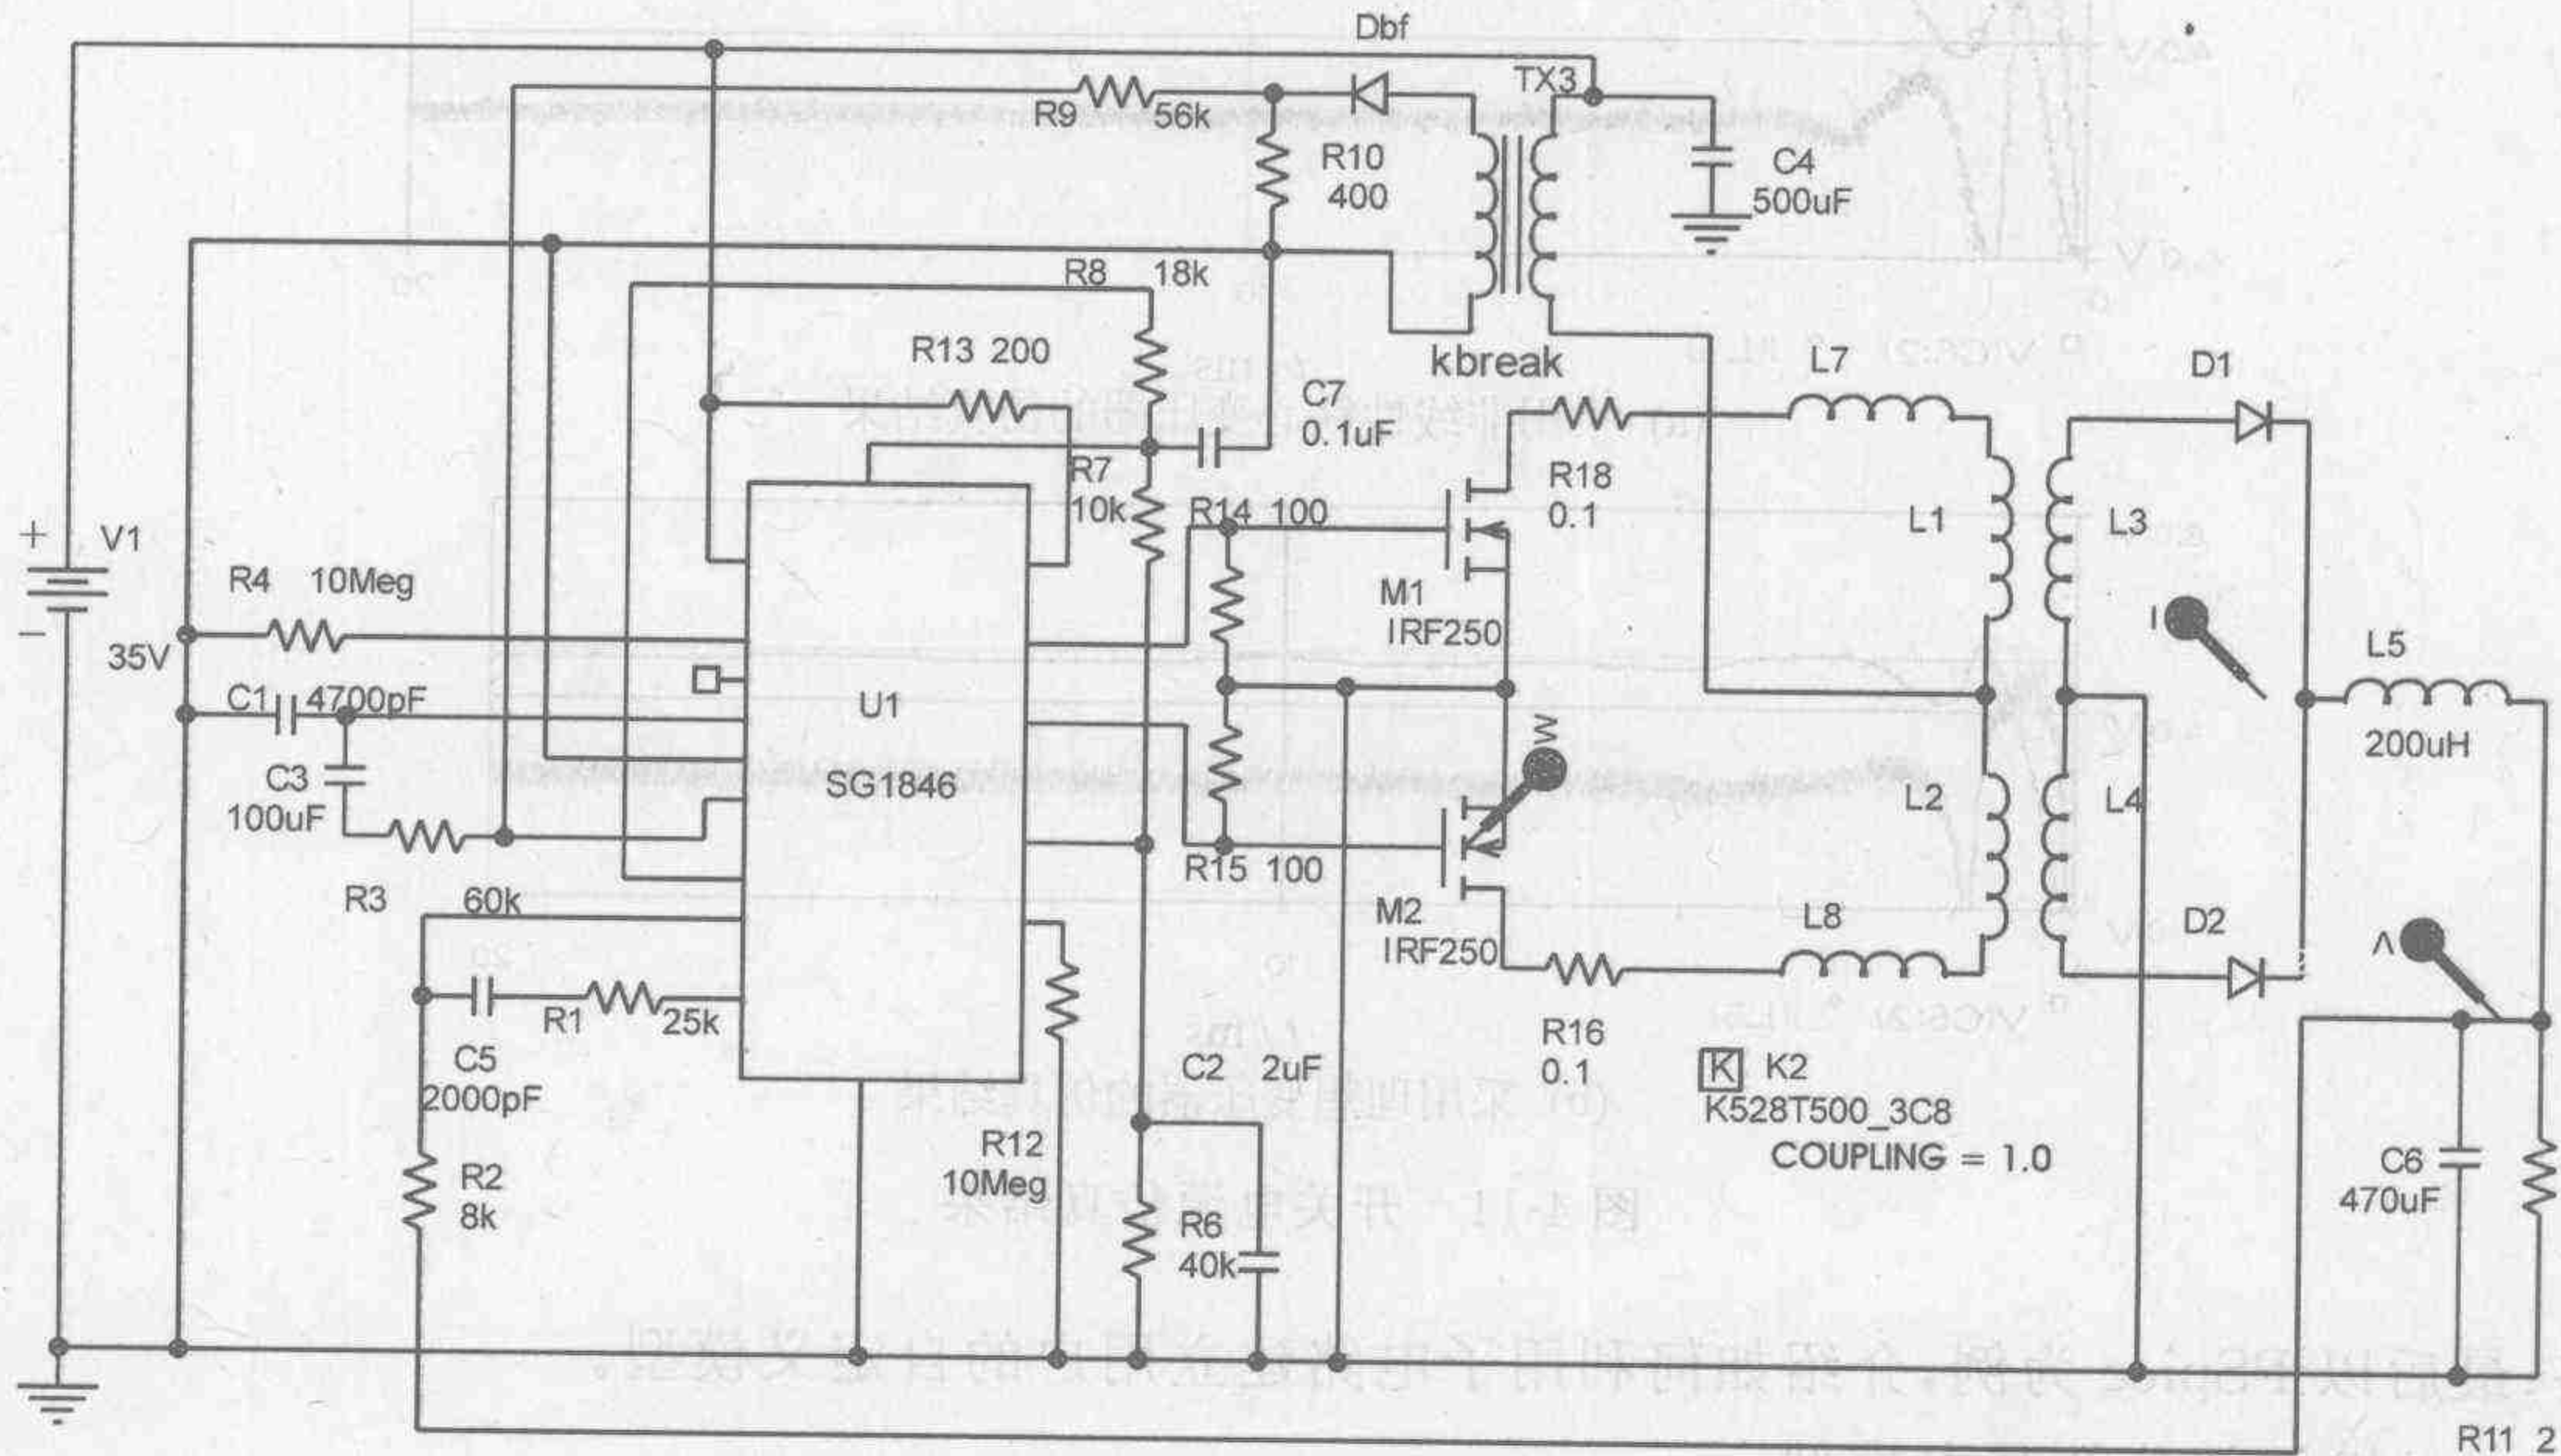 Dbf
TX3
R9 56k
R10
400
C4
500uF
R8 18k
R13 200
kbreak
L7
D1
C7
0.1uF
R7
10k
R14 100
R18
0.1
L1
L3
+
V1
−
35V
R4 10Meg
M1
IRF250
I
L5
200uH
C1 4700pF
U1
SG1846
W
C3
100uF
L2
L4
R15 100
R3 60k
M2
IRF250
L8
D2
V
R1 25k
C5
2000pF
C2 2uF
R16
0.1
K K2
K528T500_3C8
COUPLING = 1.0
R12
10Meg
R2
8k
R6
40k
C6
470uF
R11 2